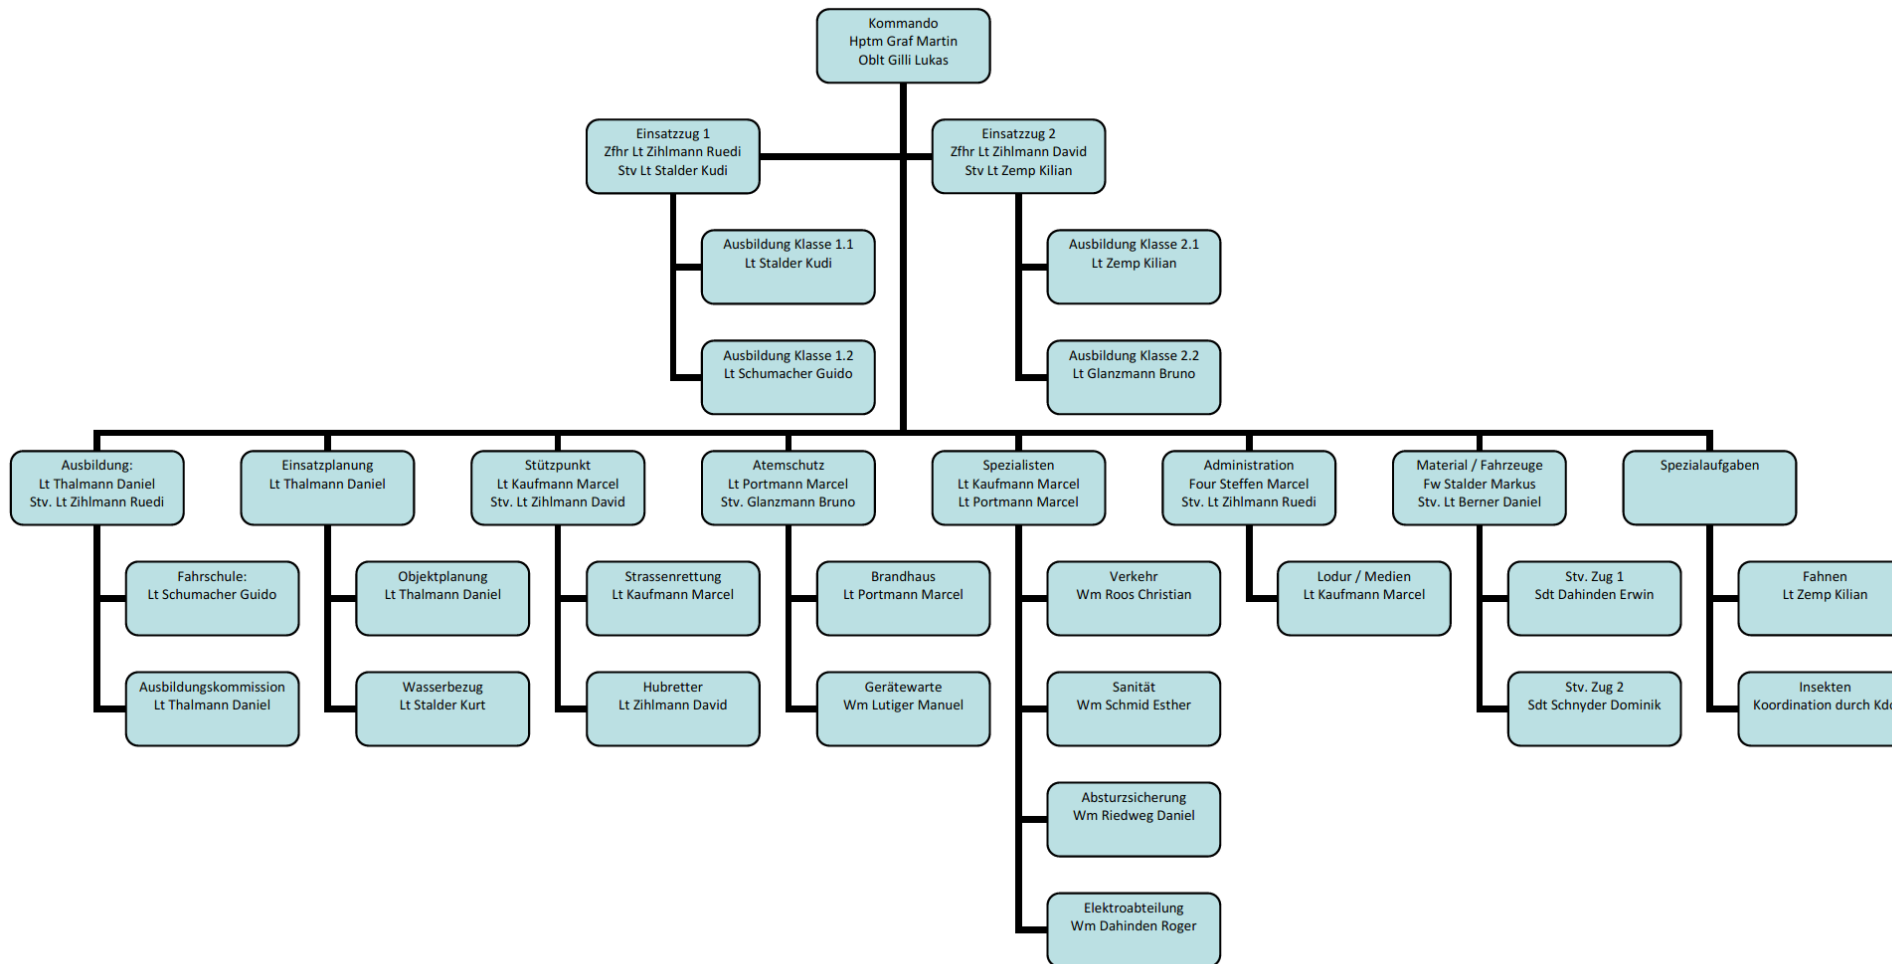 Kommando
Hptm Graf Martin
Oblt Gilli Lukas
Einsatzzug 1
Zfhr Lt Zihlmann Ruedi
Stv Lt Stalder Kudi
Einsatzzug 2
Zfhr Lt Zihlmann David
Stv Lt Zemp Kilian
Ausbildung Klasse 1.1
Lt Stalder Kudi
Ausbildung Klasse 2.1
Lt Zemp Kilian
Ausbildung Klasse 1.2
Lt Schumacher Guido
Ausbildung Klasse 2.2
Lt Glanzmann Bruno
Ausbildung:
Lt Thalmann Daniel
Stv. Lt Zihlmann Ruedi
Einsatzplanung
Lt Thalmann Daniel
Stützpunkt
Lt Kaufmann Marcel
Stv. Lt Zihlmann David
Atemschutz
Lt Portmann Marcel
Stv. Glanzmann Bruno
Spezialisten
Lt Kaufmann Marcel
Lt Portmann Marcel
Administration
Four Steffen Marcel
Stv. Lt Zihlmann Ruedi
Material / Fahrzeuge
Fw Stalder Markus
Stv. Lt Berner Daniel
Spezialaufgaben
Fahrschule:
Lt Schumacher Guido
Objektplanung
Lt Thalmann Daniel
Strassenrettung
Lt Kaufmann Marcel
Brandhaus
Lt Portmann Marcel
Verkehr
Wm Roos Christian
Lodur / Medien
Lt Kaufmann Marcel
Stv. Zug 1
Sdt Dahinden Erwin
Fahnen
Lt Zemp Kilian
Ausbildungskommission
Lt Thalmann Daniel
Wasserbezug
Lt Stalder Kurt
Hubretter
Lt Zihlmann David
Gerätewarte
Wm Lutiger Manuel
Sanität
Wm Schmid Esther
Stv. Zug 2
Sdt Schnyder Dominik
Insekten
Koordination durch Kdo
Absturzsicherung
Wm Riedweg Daniel
Elektroabteilung
Wm Dahinden Roger